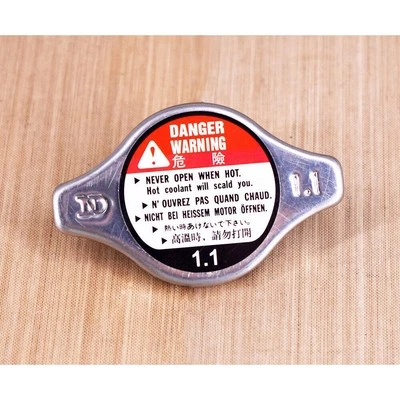 DANGER
WARNING
危 險
▶ NEVER OPEN WHEN HOT.
Hot coolant will scald you.
▶ N' OUVREZ PAS QUAND CHAUD.
▶ NICHT BEI HEISSEM MOTOR ÖFFNEN.
▶ 熱い時あけないで下さい。
▶ 高溫時，請勿打開
1.1
ND
1.1